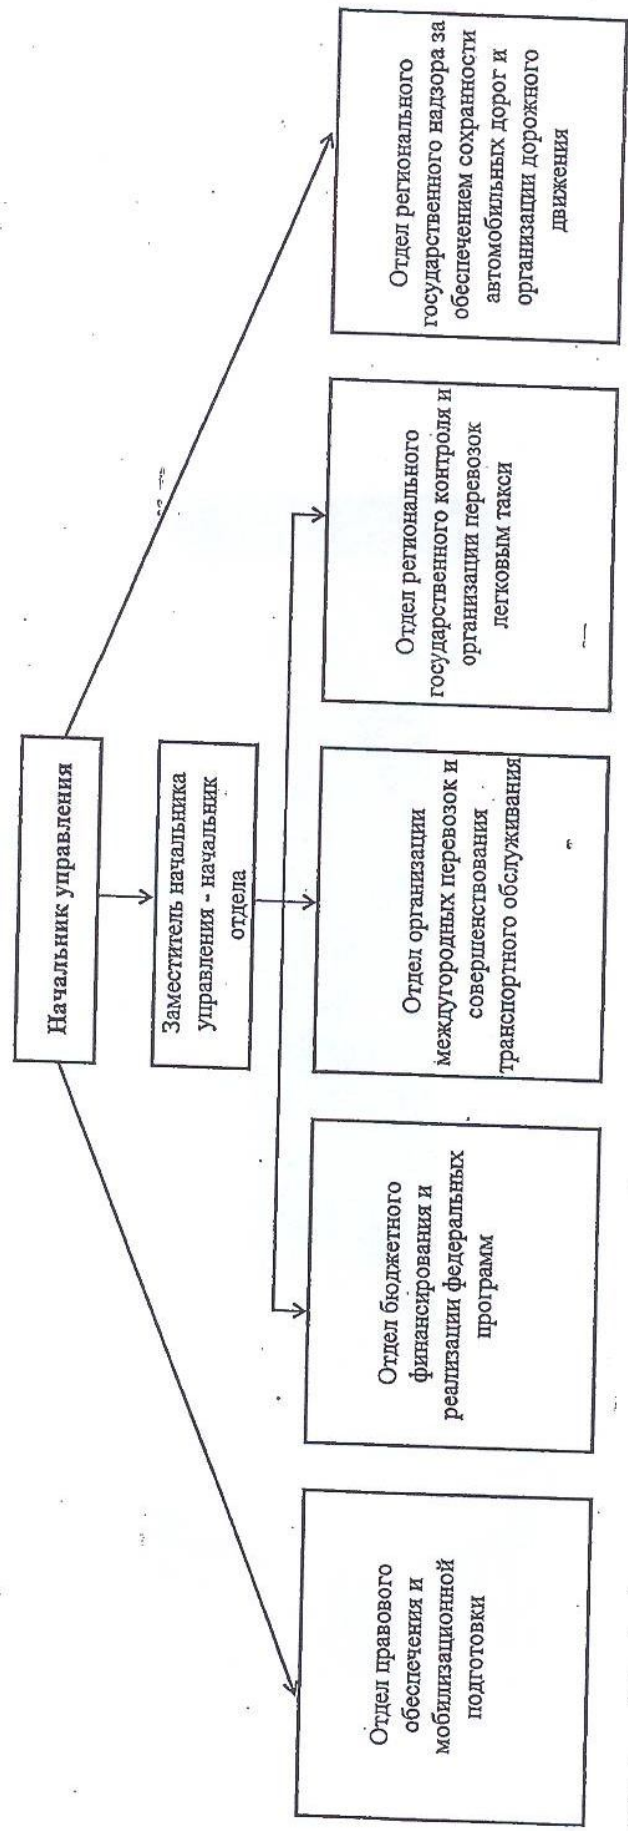 Начальник управления
Заместитель начальника
управления - начальник
отдела
Отдел правового
обеспечения и
мобилизационной
подготовки
Отдел бюджетного
финансирования и
реализации федеральных
программ
Отдел организации
междугородных перевозок и
совершенствования
транспортного обслуживания
Отдел регионального
государственного контроля и
организации перевозок
легковым такси
Отдел регионального
государственного надзора за
обеспечением сохранности
автомобильных дорог и
организации дорожного
движения